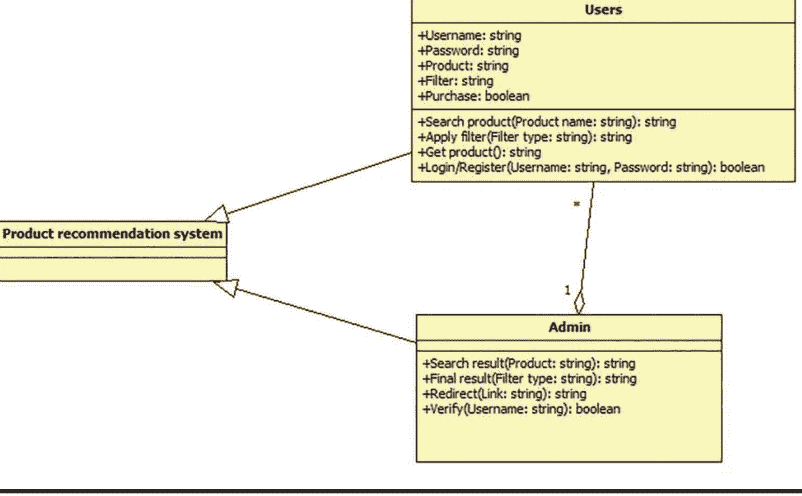 Users
+Username: string
+Password: string
+Product: string
+Filter: string
+Purchase: boolean
+Search product(Product name: string): string
+Apply filter(Filter type: string): string
+Get product(): string
+Login/Register(Username: string, Password: string): boolean
*
Product recommendation system
1
Admin
+Search result(Product: string): string
+Final result(Filter type: string): string
+Redirect(Link: string): string
+Verify(Username: string): boolean